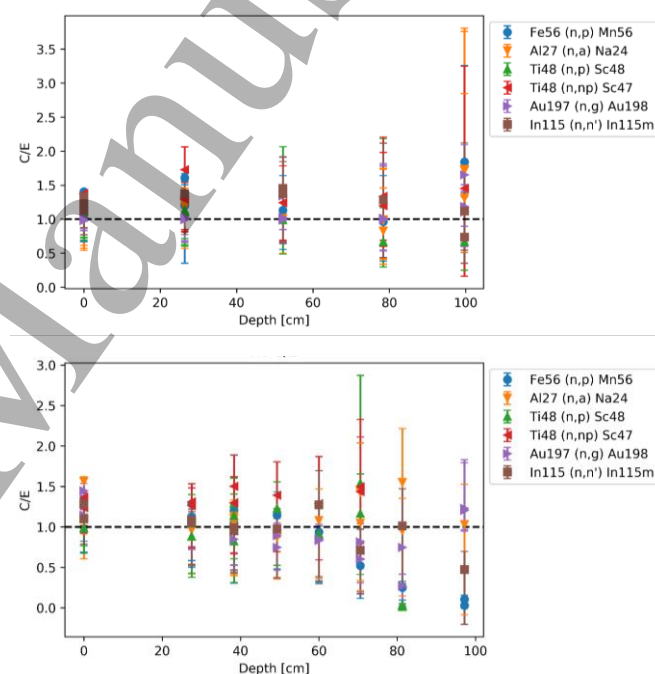 3.5
3.0
2.5
2.0
1.5
1.0
0.5
0.0
C/E
0 20 40 60 80 100
Depth [cm]
Fe56 (n,p) Mn56
Al27 (n,a) Na24
Ti48 (n,p) Sc48
Ti48 (n,np) Sc47
Au197 (n,g) Au198
In115 (n,n') In115m
3.0
2.5
2.0
1.5
1.0
0.5
0.0
C/E
0 20 40 60 80 100
Depth [cm]
Fe56 (n,p) Mn56
Al27 (n,a) Na24
Ti48 (n,p) Sc48
Ti48 (n,np) Sc47
Au197 (n,g) Au198
In115 (n,n') In115m
Manu